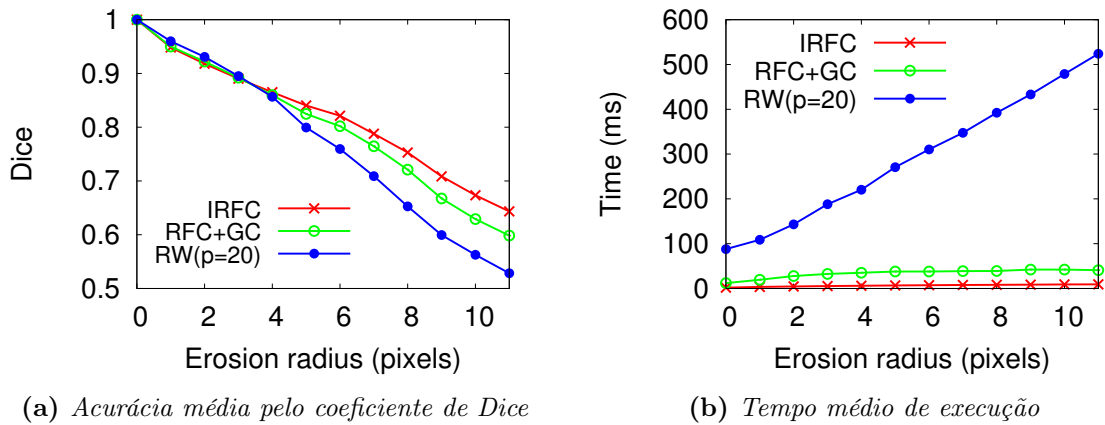 1
0.9
0.8
0.7
0.6
0.5
Dice
IRFC
RFC+GC
RW(p=20)
0 2 4 6 8 10
Erosion radius (pixels)
(a) Acurácia média pelo coeficiente de Dice
600
500
400
300
200
100
0
Time (ms)
IRFC
RFC+GC
RW(p=20)
0 2 4 6 8 10
Erosion radius (pixels)
(b) Tempo médio de execução